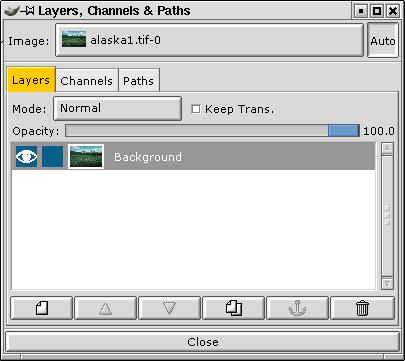 Layers, Channels & Paths
Image: alaska1.tif-0 Auto
Layers Channels Paths
Mode: Normal Keep Trans.
Opacity: 100.0
Background
Close